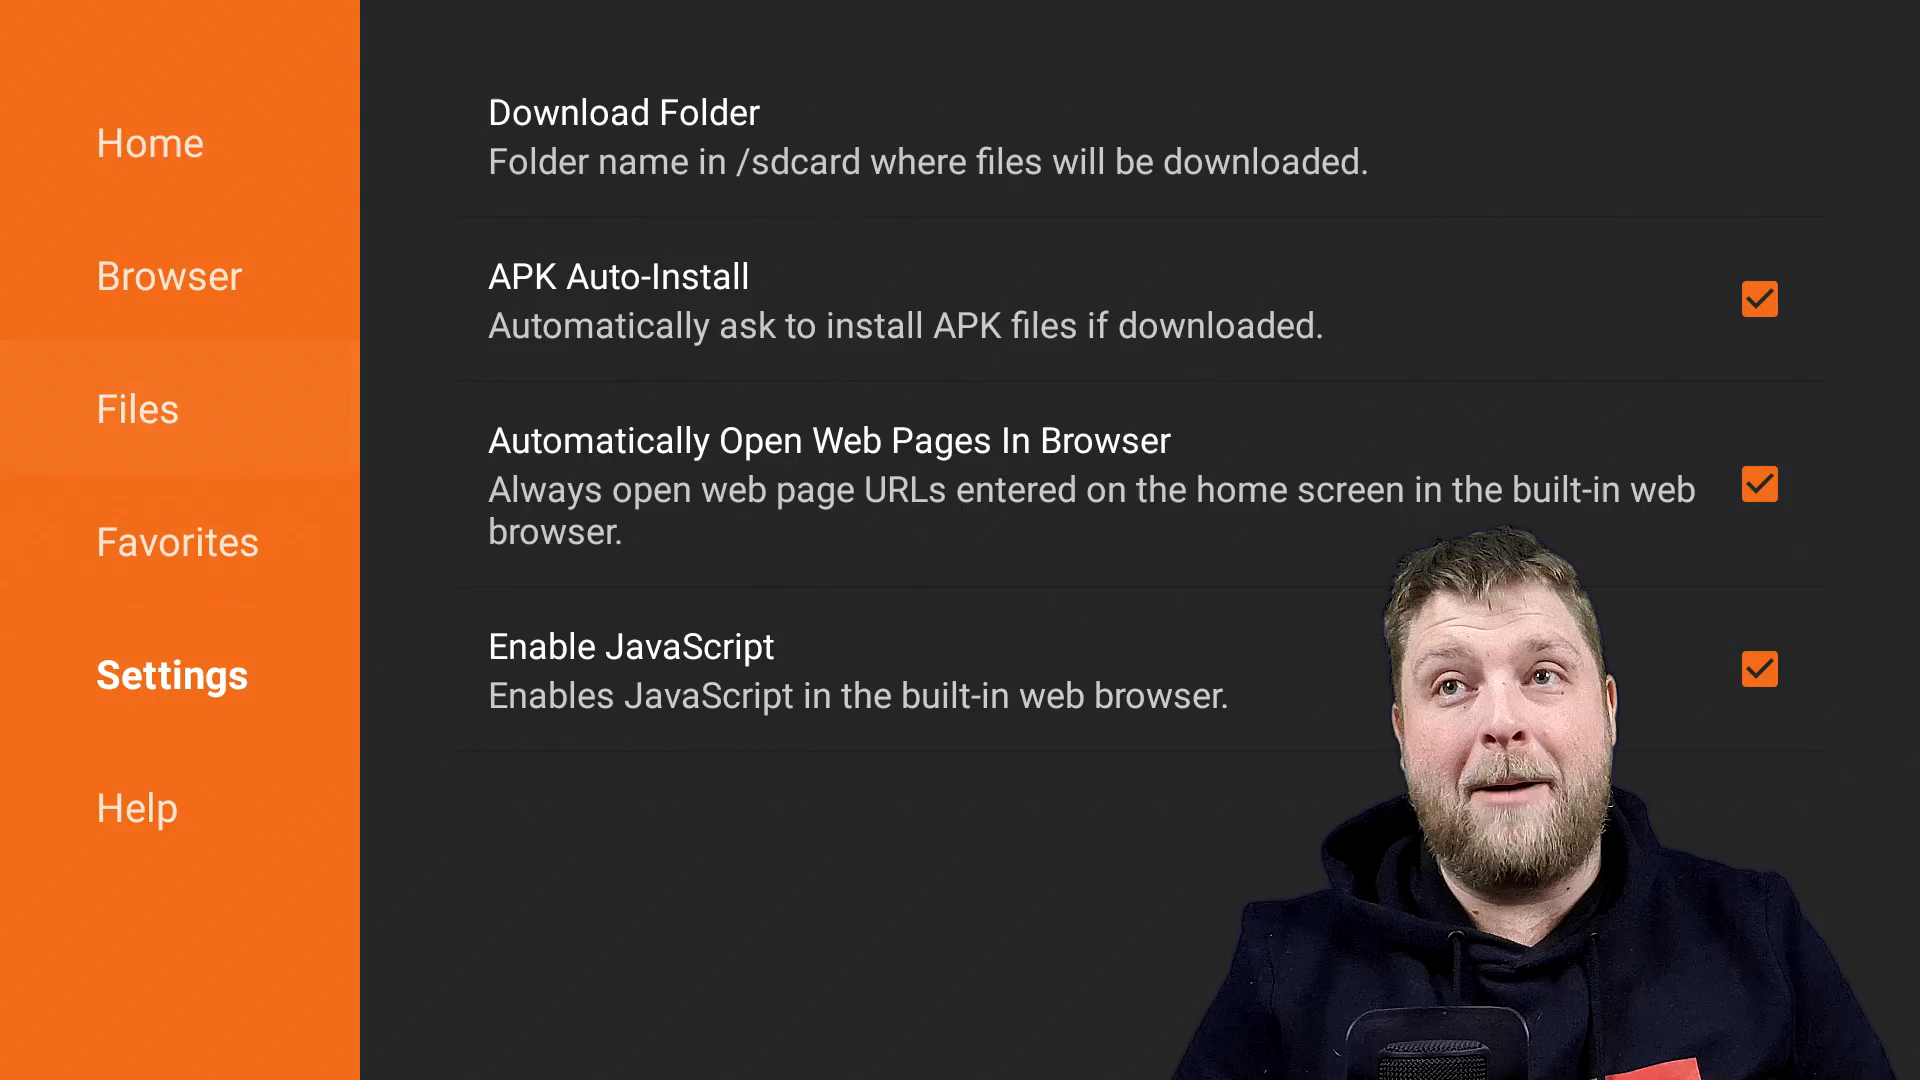 Home
Browser
Files
Favorites
Settings
Help
Download Folder
Folder name in /sdcard where files will be downloaded.
APK Auto-Install
Automatically ask to install APK files if downloaded.
Automatically Open Web Pages In Browser
Always open web page URLs entered on the home screen in the built-in web
browser.
Enable JavaScript
Enables JavaScript in the built-in web browser.